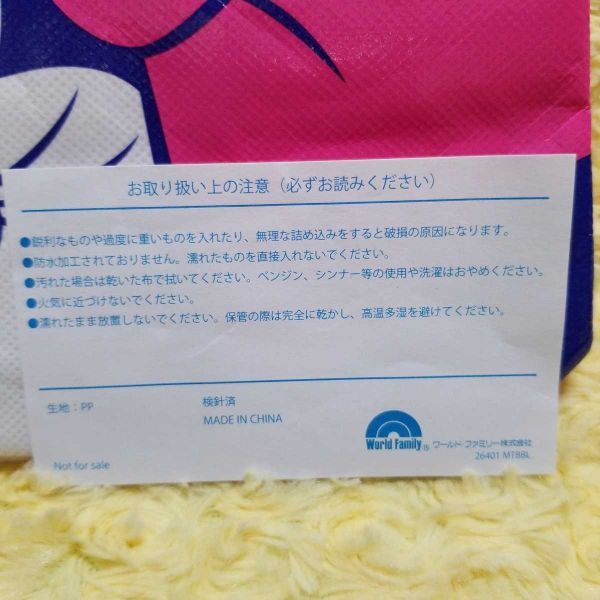 お取り扱い上の注意（必ずお読みください）
●鋭利なものや過度に重いものを入れたり、無理な詰め込みをすると破損の原因になります。
●防水加工されておりません。濡れたものを直接入れないでください。
●汚れた場合は乾いた布で拭いてください。ベンジン、シンナー等の使用や洗濯はおやめください。
●火気に近づけないでください。
●濡れたまま放置しないでください。保管の際は完全に乾かし、高温多湿を避けてください。
生地：PP
検針済
MADE IN CHINA
Not for sale
World Family® ワールド・ファミリー株式会社
26401 MTBBL